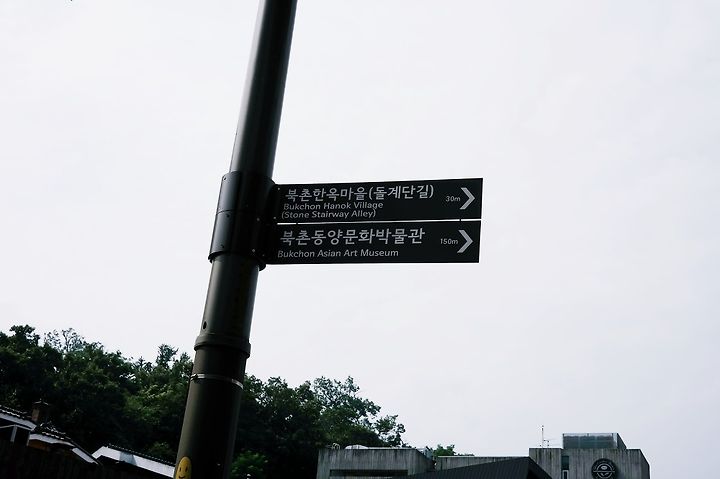 북촌한옥마을(돌계단길)
Bukchon Hanok Village
(Stone Stairway Alley)
30m
북촌동양문화박물관
Bukchon Asian Art Museum
150m